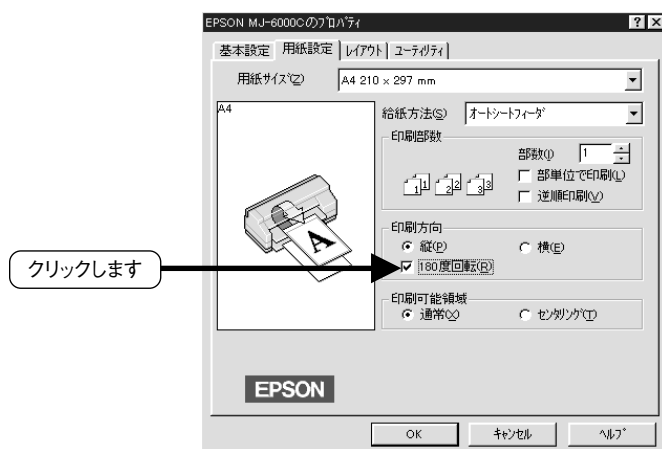 EPSON MJ-6000Cのプロパティ
基本設定 用紙設定 レイアウト ユーティリティ
用紙サイズ(Z) A4 210 × 297 mm
A4
給紙方法(S) オートシートフィーダ
印刷部数
部数(I) 1
1 1 2 2 3 3
部単位で印刷(L)
逆順印刷(V)
A
印刷方向
縦(P) 横(E)
クリックします
180度回転(R)
印刷可能領域
通常(X) センタリング(T)
EPSON
OK キャンセル ヘルプ